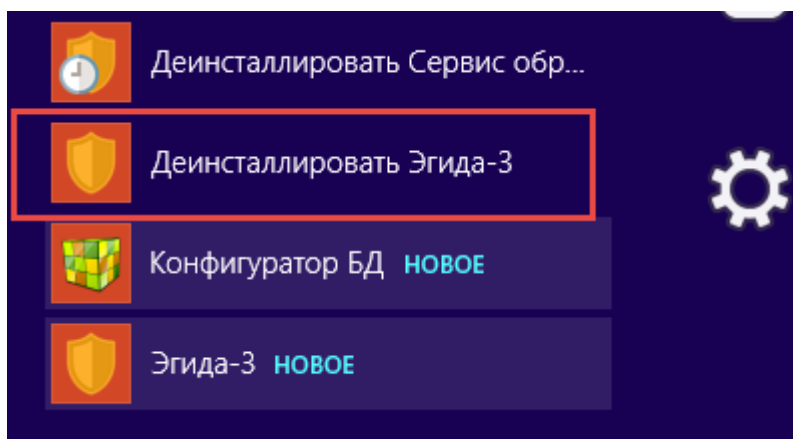 Деинсталлировать Сервис обр...
Деинсталлировать Эгида-3
Конфигуратор БД НОВОЕ
Эгида-3 НОВОЕ